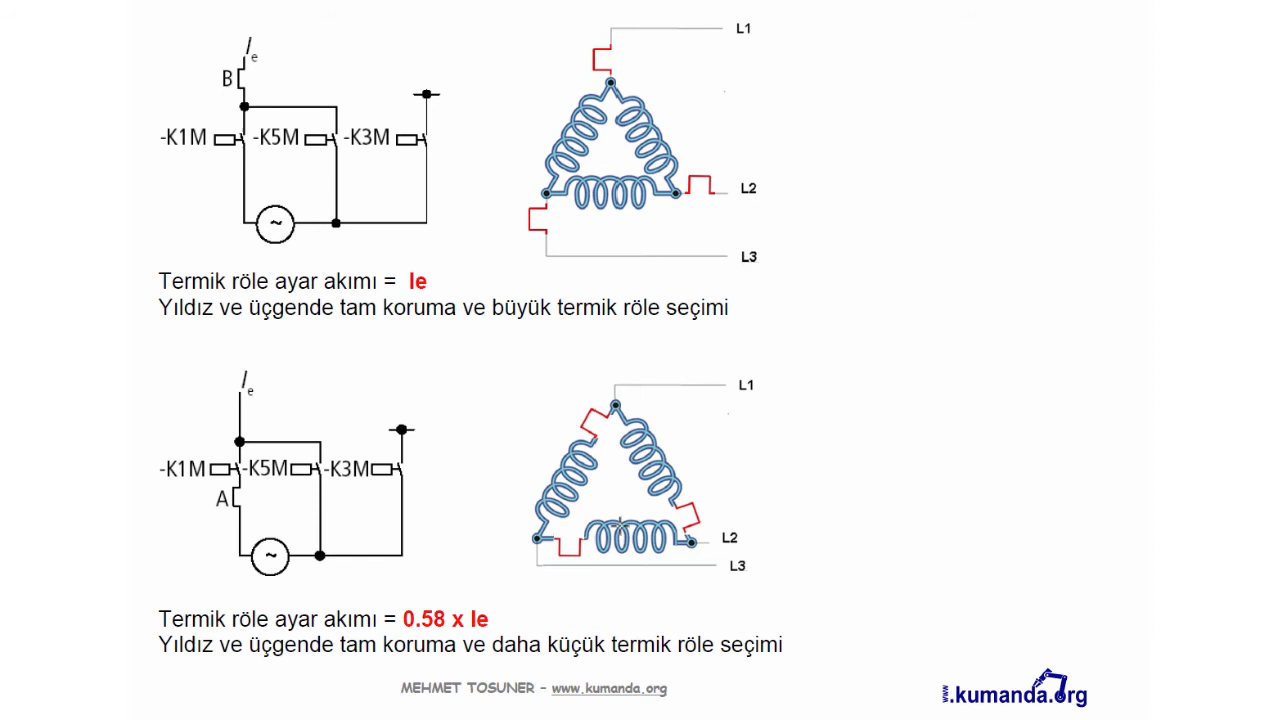 Ie
B
-K1M -K5M -K3M
L1
L2
L3
~
Termik röle ayar akımı = Ie
Yıldız ve üçgende tam koruma ve büyük termik röle seçimi
Ie
-K1M -K5M -K3M
A
~
L1
L2
L3
Termik röle ayar akımı = 0.58 x Ie
Yıldız ve üçgende tam koruma ve daha küçük termik röle seçimi
MEHMET TOSUNER - www.kumanda.org
www.kumanda.org